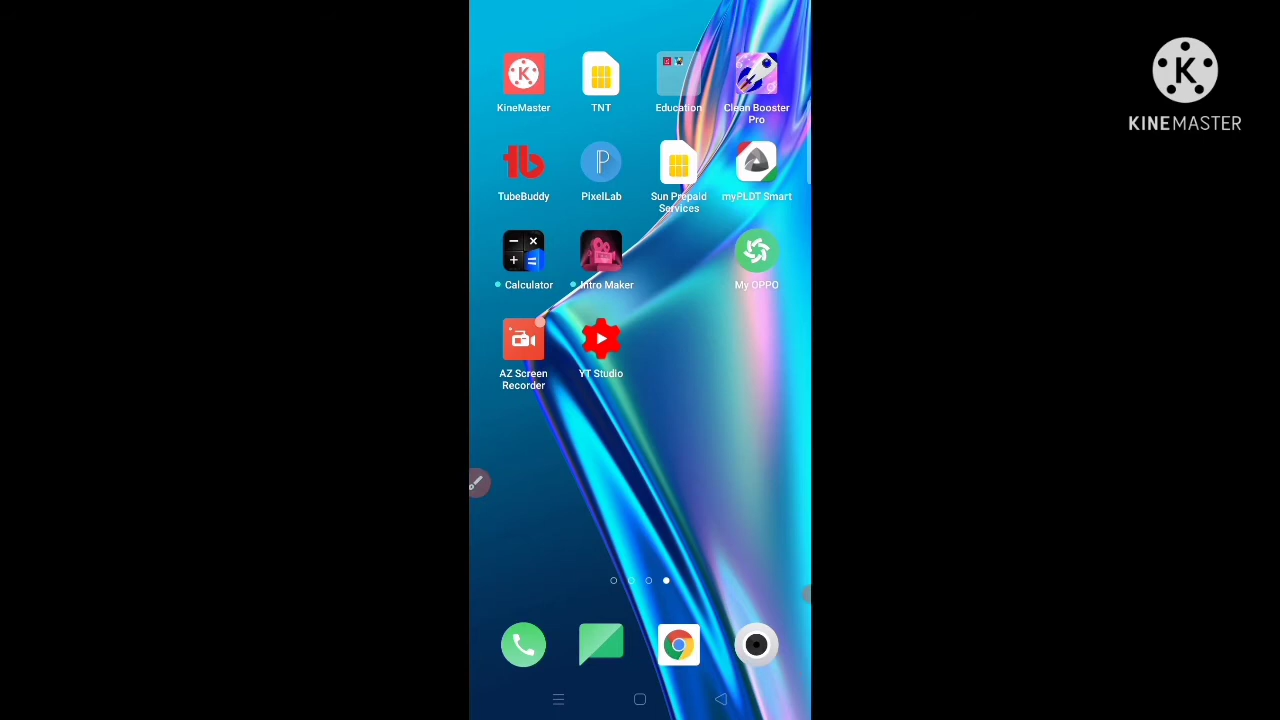 KineMaster
TNT
Education
Clean Booster
Pro
TubeBuddy
PixelLab
Sun Prepaid
Services
myPLDT Smart
Calculator
Intro Maker
My OPPO
AZ Screen
Recorder
YT Studio
KINEMASTER